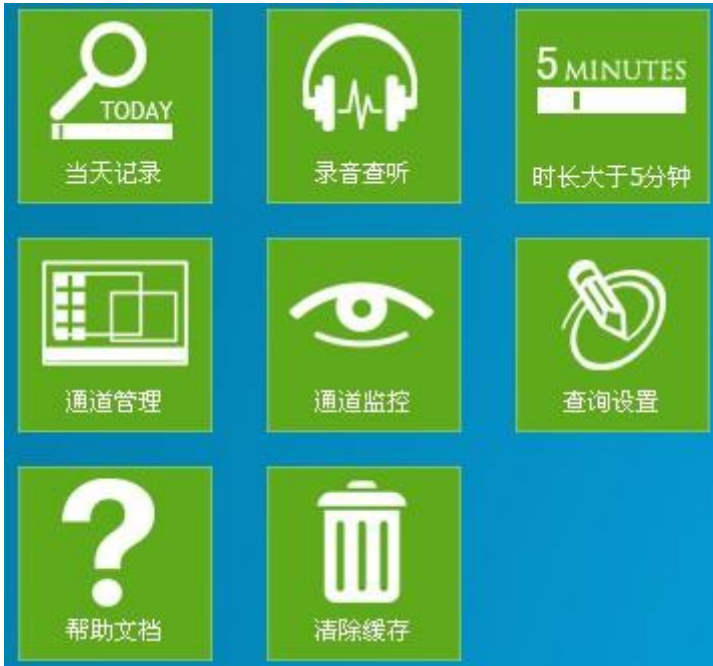 TODAY
当天记录
录音查听
5 MINUTES
时长大于5分钟
通道管理
通道监控
查询设置
?
帮助文档
清除缓存